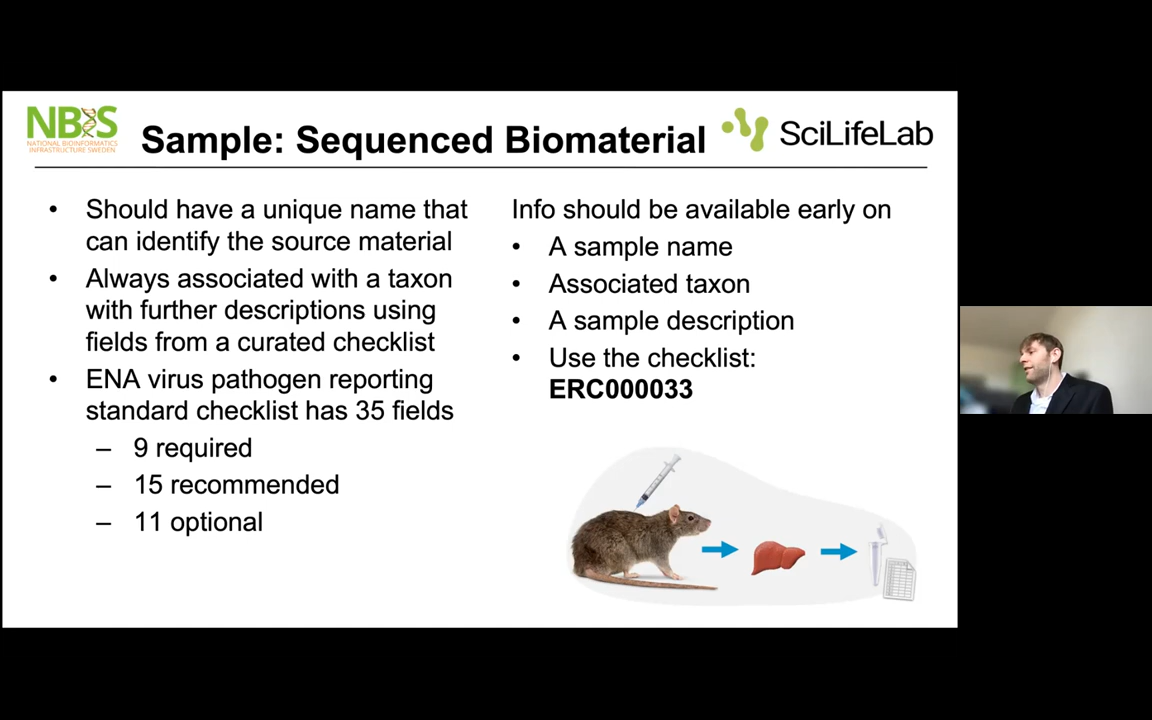 NBIS
NATIONAL BIOINFORMATICS
INFRASTRUCTURE SWEDEN
Sample: Sequenced Biomaterial
SciLifeLab
• Should have a unique name that
can identify the source material
• Always associated with a taxon
with further descriptions using
fields from a curated checklist
• ENA virus pathogen reporting
standard checklist has 35 fields
– 9 required
– 15 recommended
– 11 optional
Info should be available early on
• A sample name
• Associated taxon
• A sample description
• Use the checklist:
ERC000033